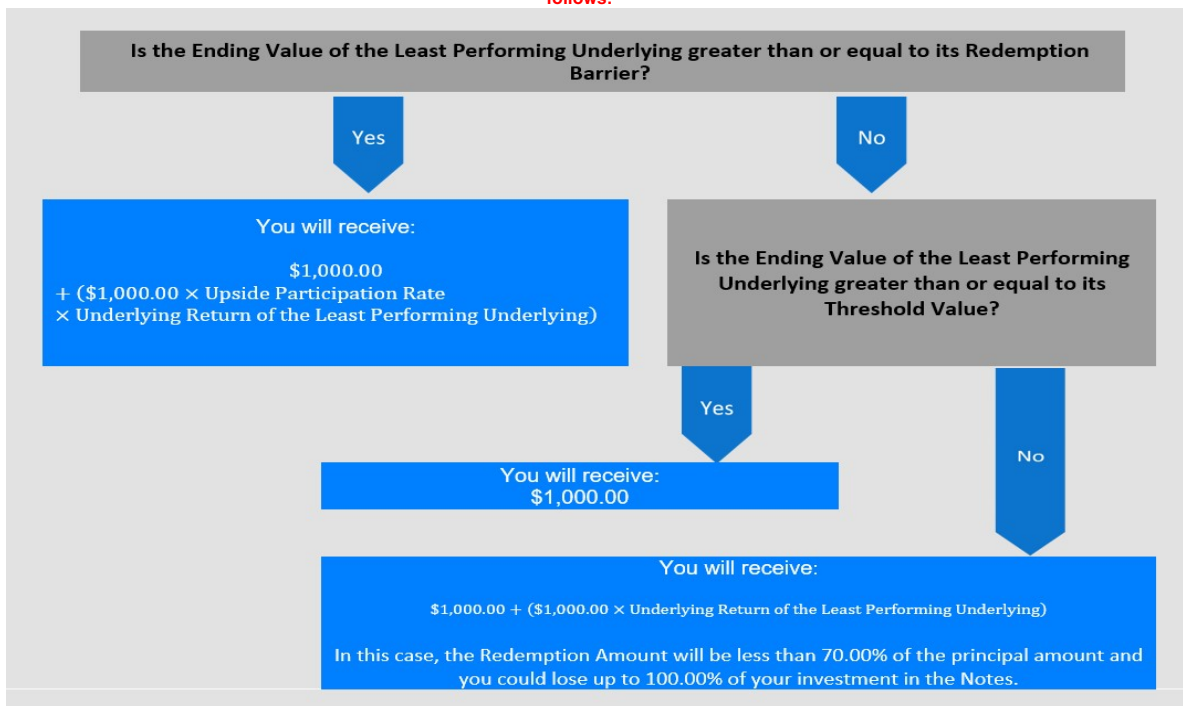 follows:
Is the Ending Value of the Least Performing Underlying greater than or equal to its Redemption
Barrier?
Yes
No
You will receive:
$1,000.00
+ ($1,000.00 × Upside Participation Rate
× Underlying Return of the Least Performing Underlying)
Is the Ending Value of the Least Performing
Underlying greater than or equal to its
Threshold Value?
Yes
No
You will receive:
$1,000.00
You will receive:
$1,000.00 + ($1,000.00 × Underlying Return of the Least Performing Underlying)
In this case, the Redemption Amount will be less than 70.00% of the principal amount and
you could lose up to 100.00% of your investment in the Notes.